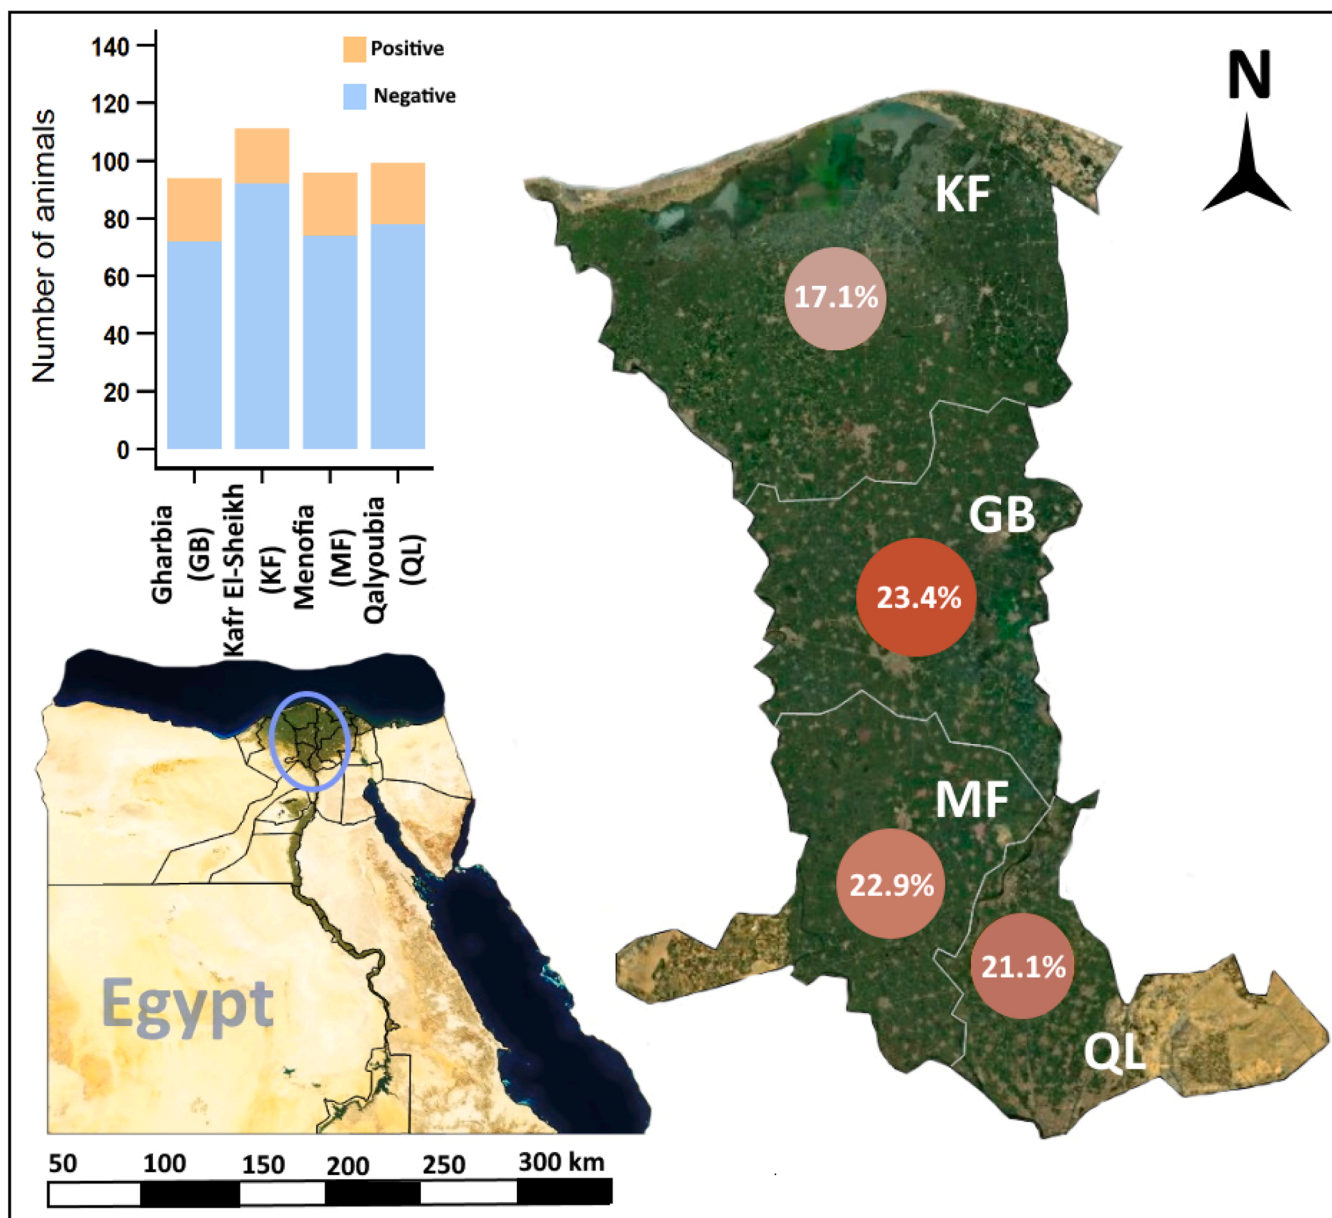 140
120
100
80
60
40
20
0
Number of animals
Positive
Negative
Gharbia
(GB)
Kafr El-Sheikh
(KF)
Menofia
(MF)
Qalyoubia
(QL)
N
KF
17.1%
GB
23.4%
MF
22.9%
21.1%
QL
Egypt
50 100 150 200 250 300 km